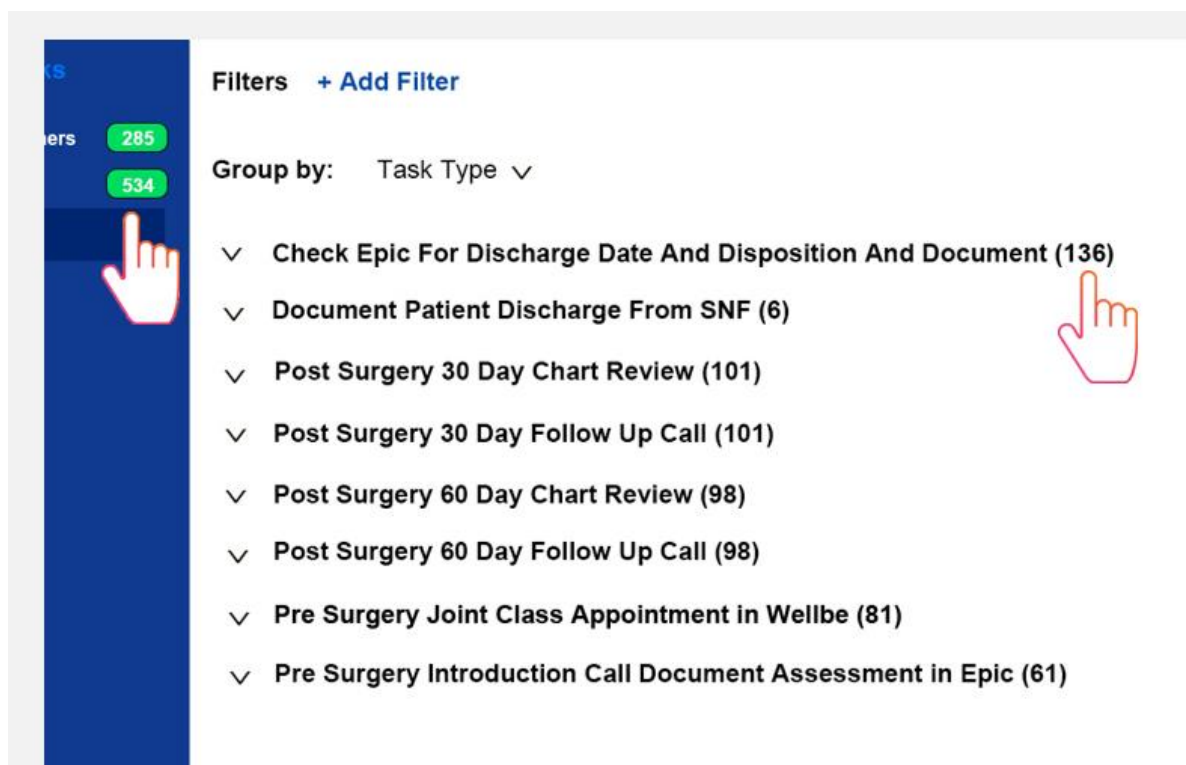 285
534
Filters + Add Filter
Group by: Task Type
Check Epic For Discharge Date And Disposition And Document (136)
Document Patient Discharge From SNF (6)
Post Surgery 30 Day Chart Review (101)
Post Surgery 30 Day Follow Up Call (101)
Post Surgery 60 Day Chart Review (98)
Post Surgery 60 Day Follow Up Call (98)
Pre Surgery Joint Class Appointment in Wellbe (81)
Pre Surgery Introduction Call Document Assessment in Epic (61)